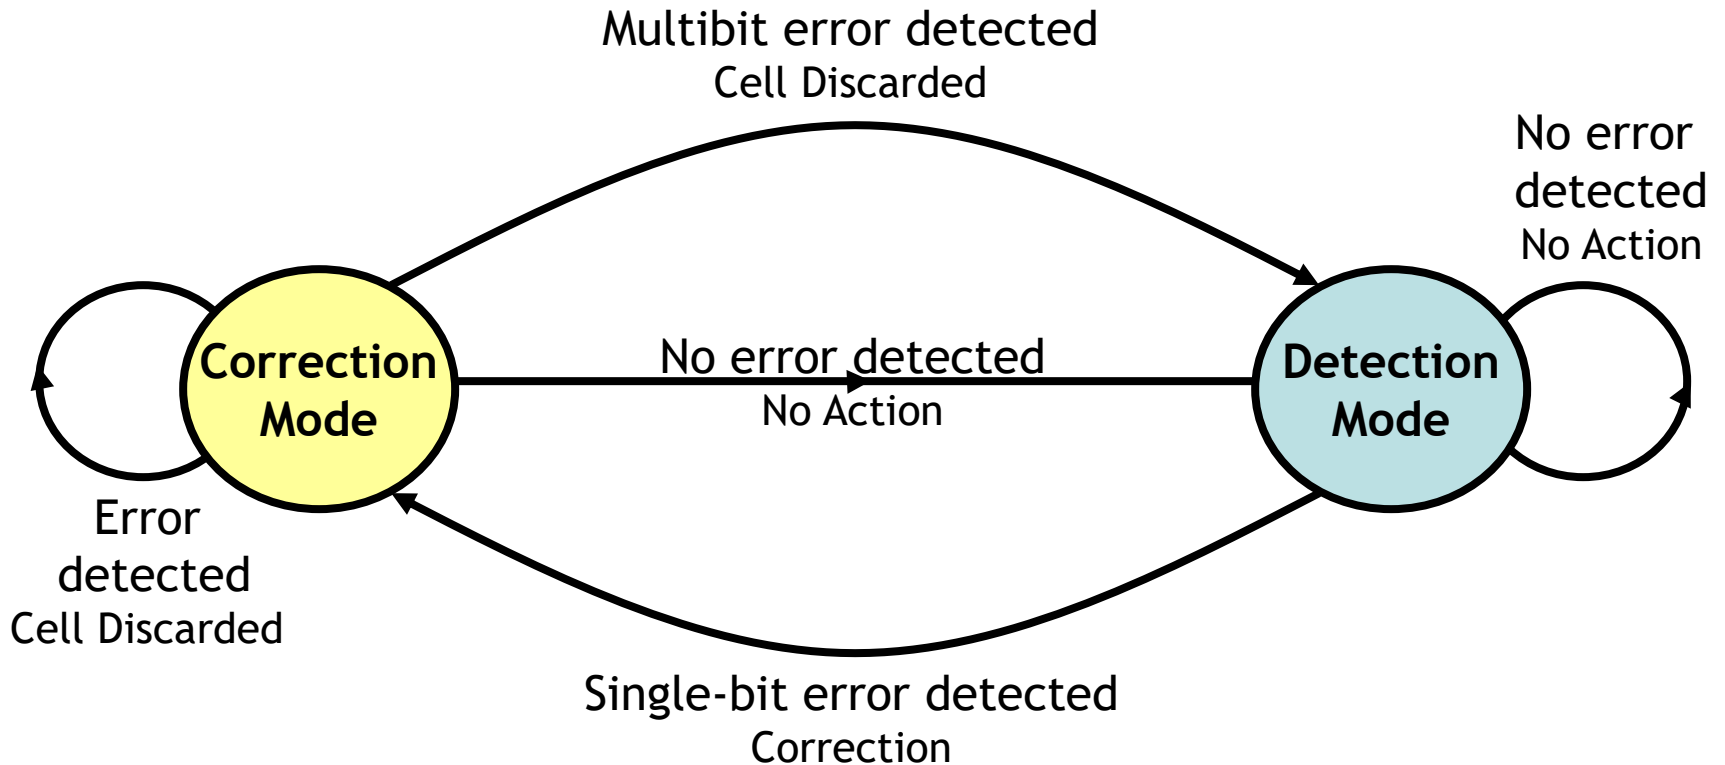 Multibit error detected
Cell Discarded
No error
detected
No Action
Correction
Mode
No error detected
No Action
Detection
Mode
Error
detected
Cell Discarded
Single-bit error detected
Correction